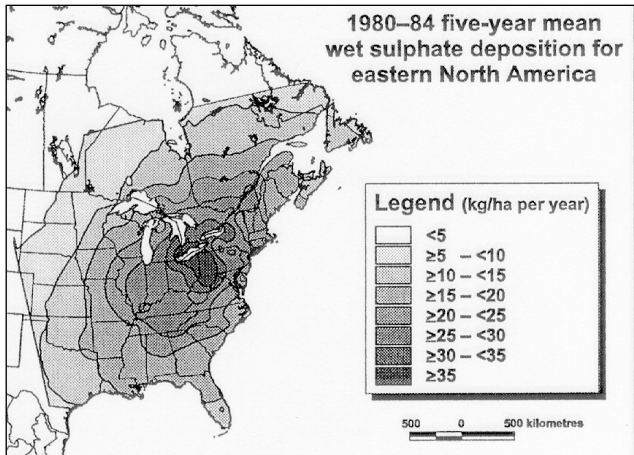 1980–84 five-year mean
wet sulphate deposition for
eastern North America
Legend (kg/ha per year)
<5
≥5 – <10
≥10 – <15
≥15 – <20
≥20 – <25
≥25 – <30
≥30 – <35
≥35
500 0 500 kilometres